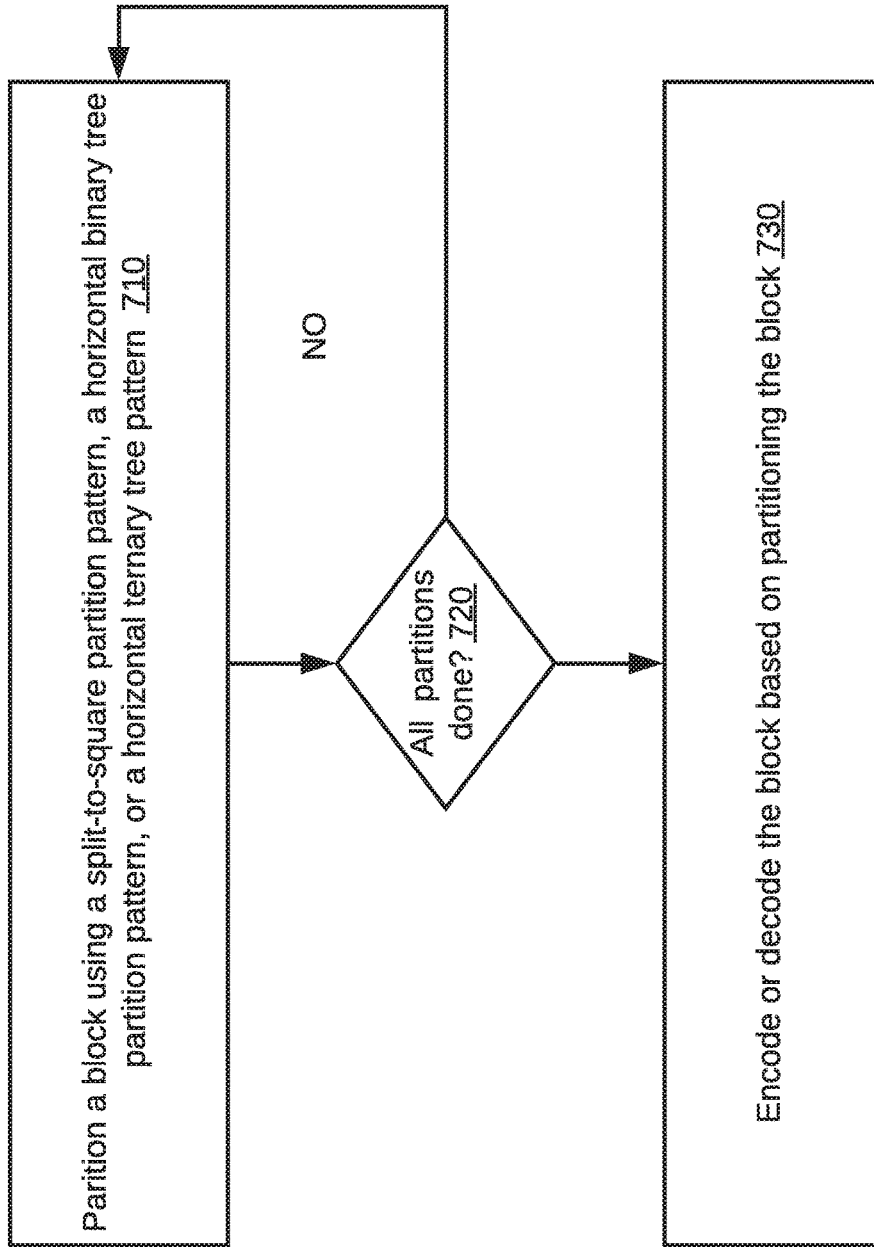 Parition a block using a split-to-square partition pattern, a horizontal binary tree
partition pattern, or a horizontal ternary tree pattern 710
NO
All partitions
done? 720
Encode or decode the block based on partitioning the block 730